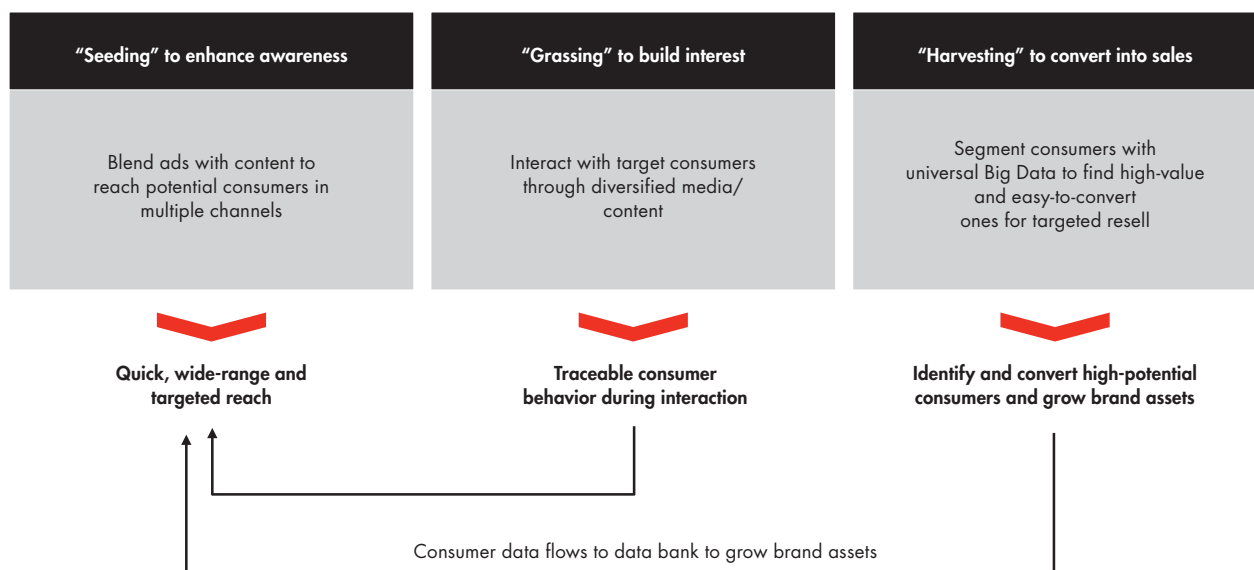 “Seeding” to enhance awareness
Blend ads with content to
reach potential consumers in
multiple channels
Quick, wide-range and
targeted reach
“Grassing” to build interest
Interact with target consumers
through diversified media/
content
Traceable consumer
behavior during interaction
“Harvesting” to convert into sales
Segment consumers with
universal Big Data to find high-value
and easy-to-convert
ones for targeted resell
Identify and convert high-potential
consumers and grow brand assets
Consumer data flows to data bank to grow brand assets